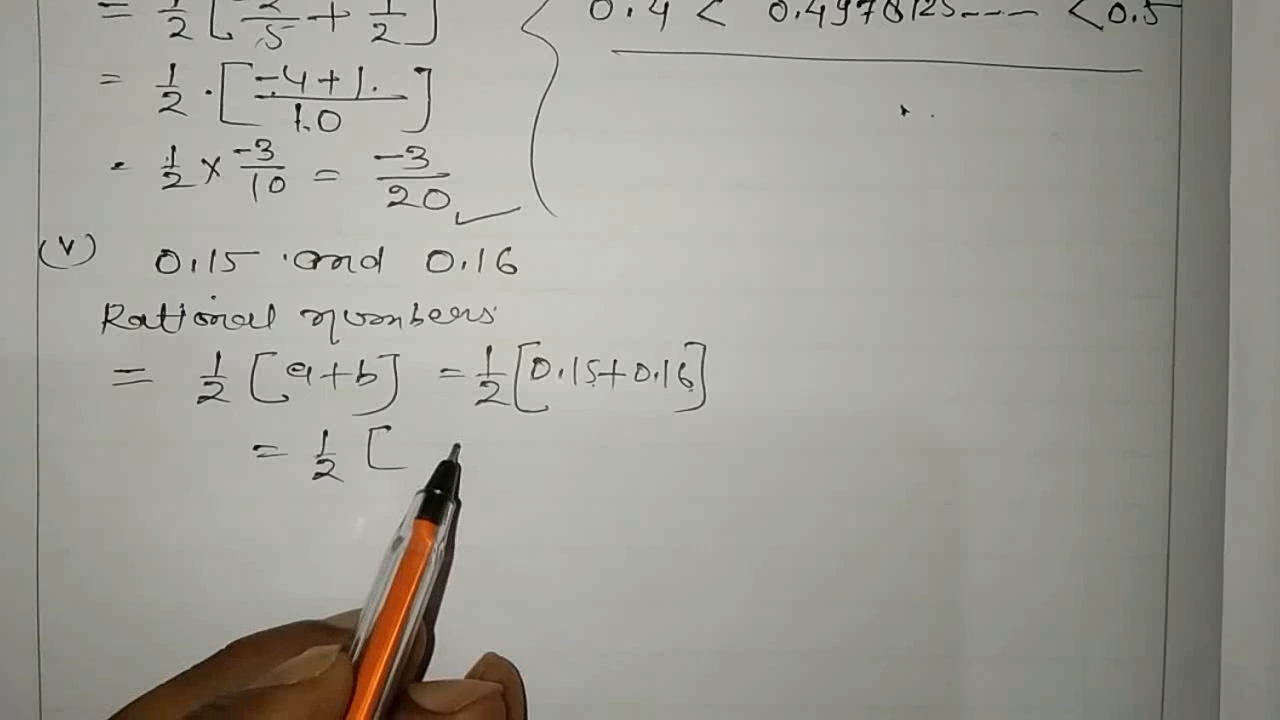 = 1/2 [-2/5 + 1/2]
= 1/2 · [-4+1/10]
= 1/2 × -3/10 = -3/20 ✓
0.4 < 0.4978125---- < 0.5
(v) 0.15 and 0.16
Rational numbers
= 1/2 [a+b] = 1/2 [0.15+0.16]
= 1/2 [